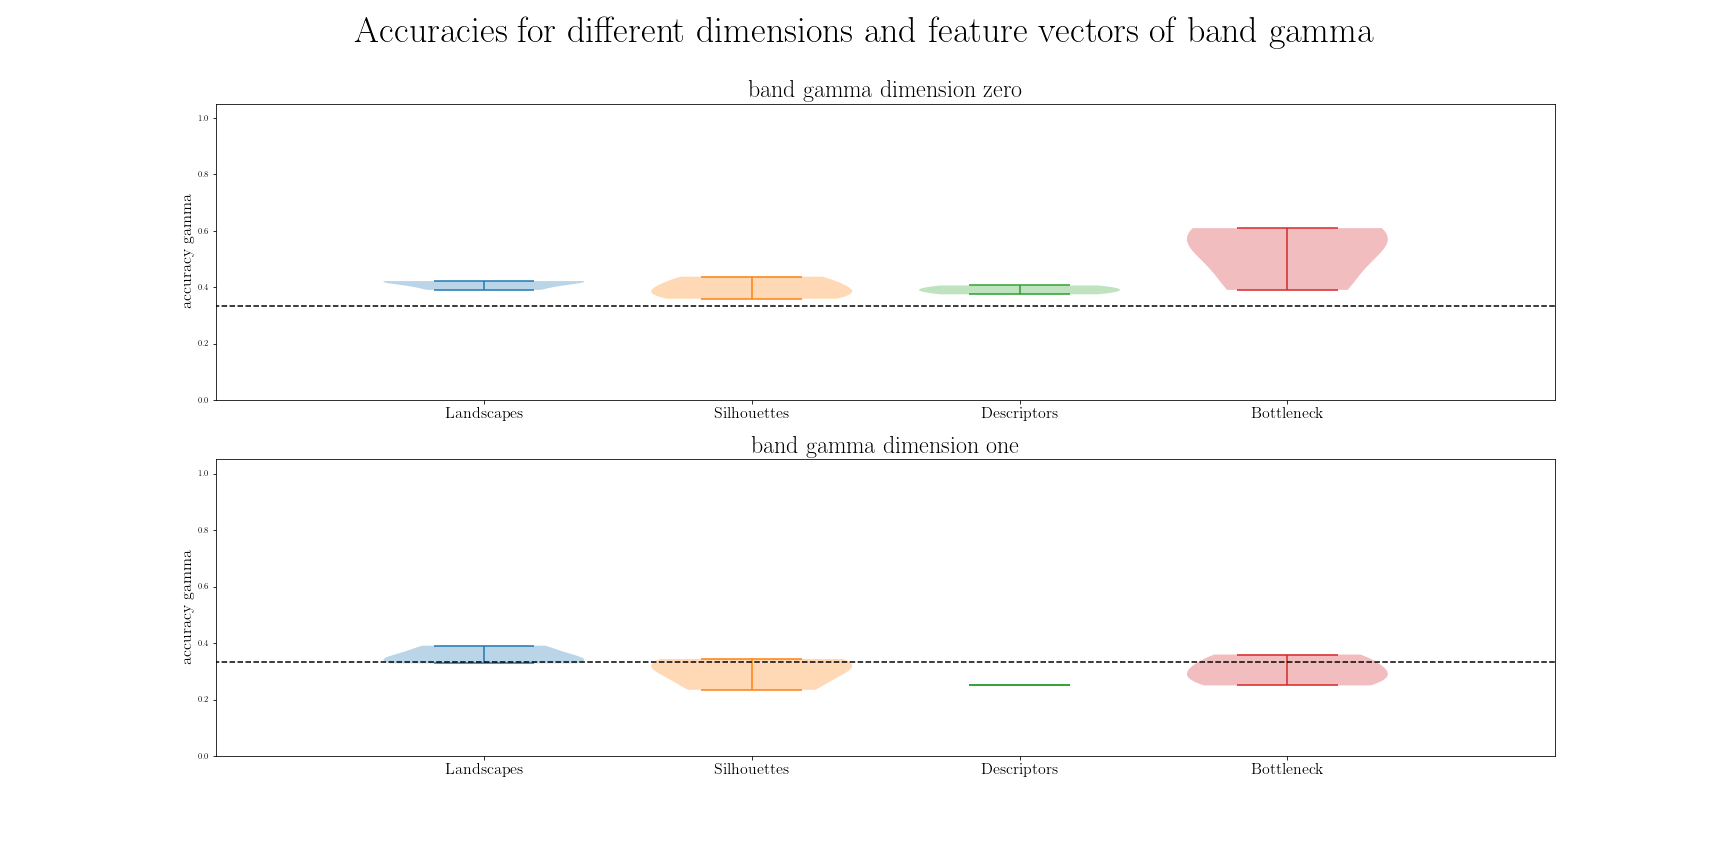 Accuracies for different dimensions and feature vectors of band gamma
band gamma dimension zero
1.0
0.8
0.6
0.4
0.2
0.0
accuracy gamma
Landscapes Silhouettes Descriptors Bottleneck
band gamma dimension one
1.0
0.8
0.6
0.4
0.2
0.0
accuracy gamma
Landscapes Silhouettes Descriptors Bottleneck